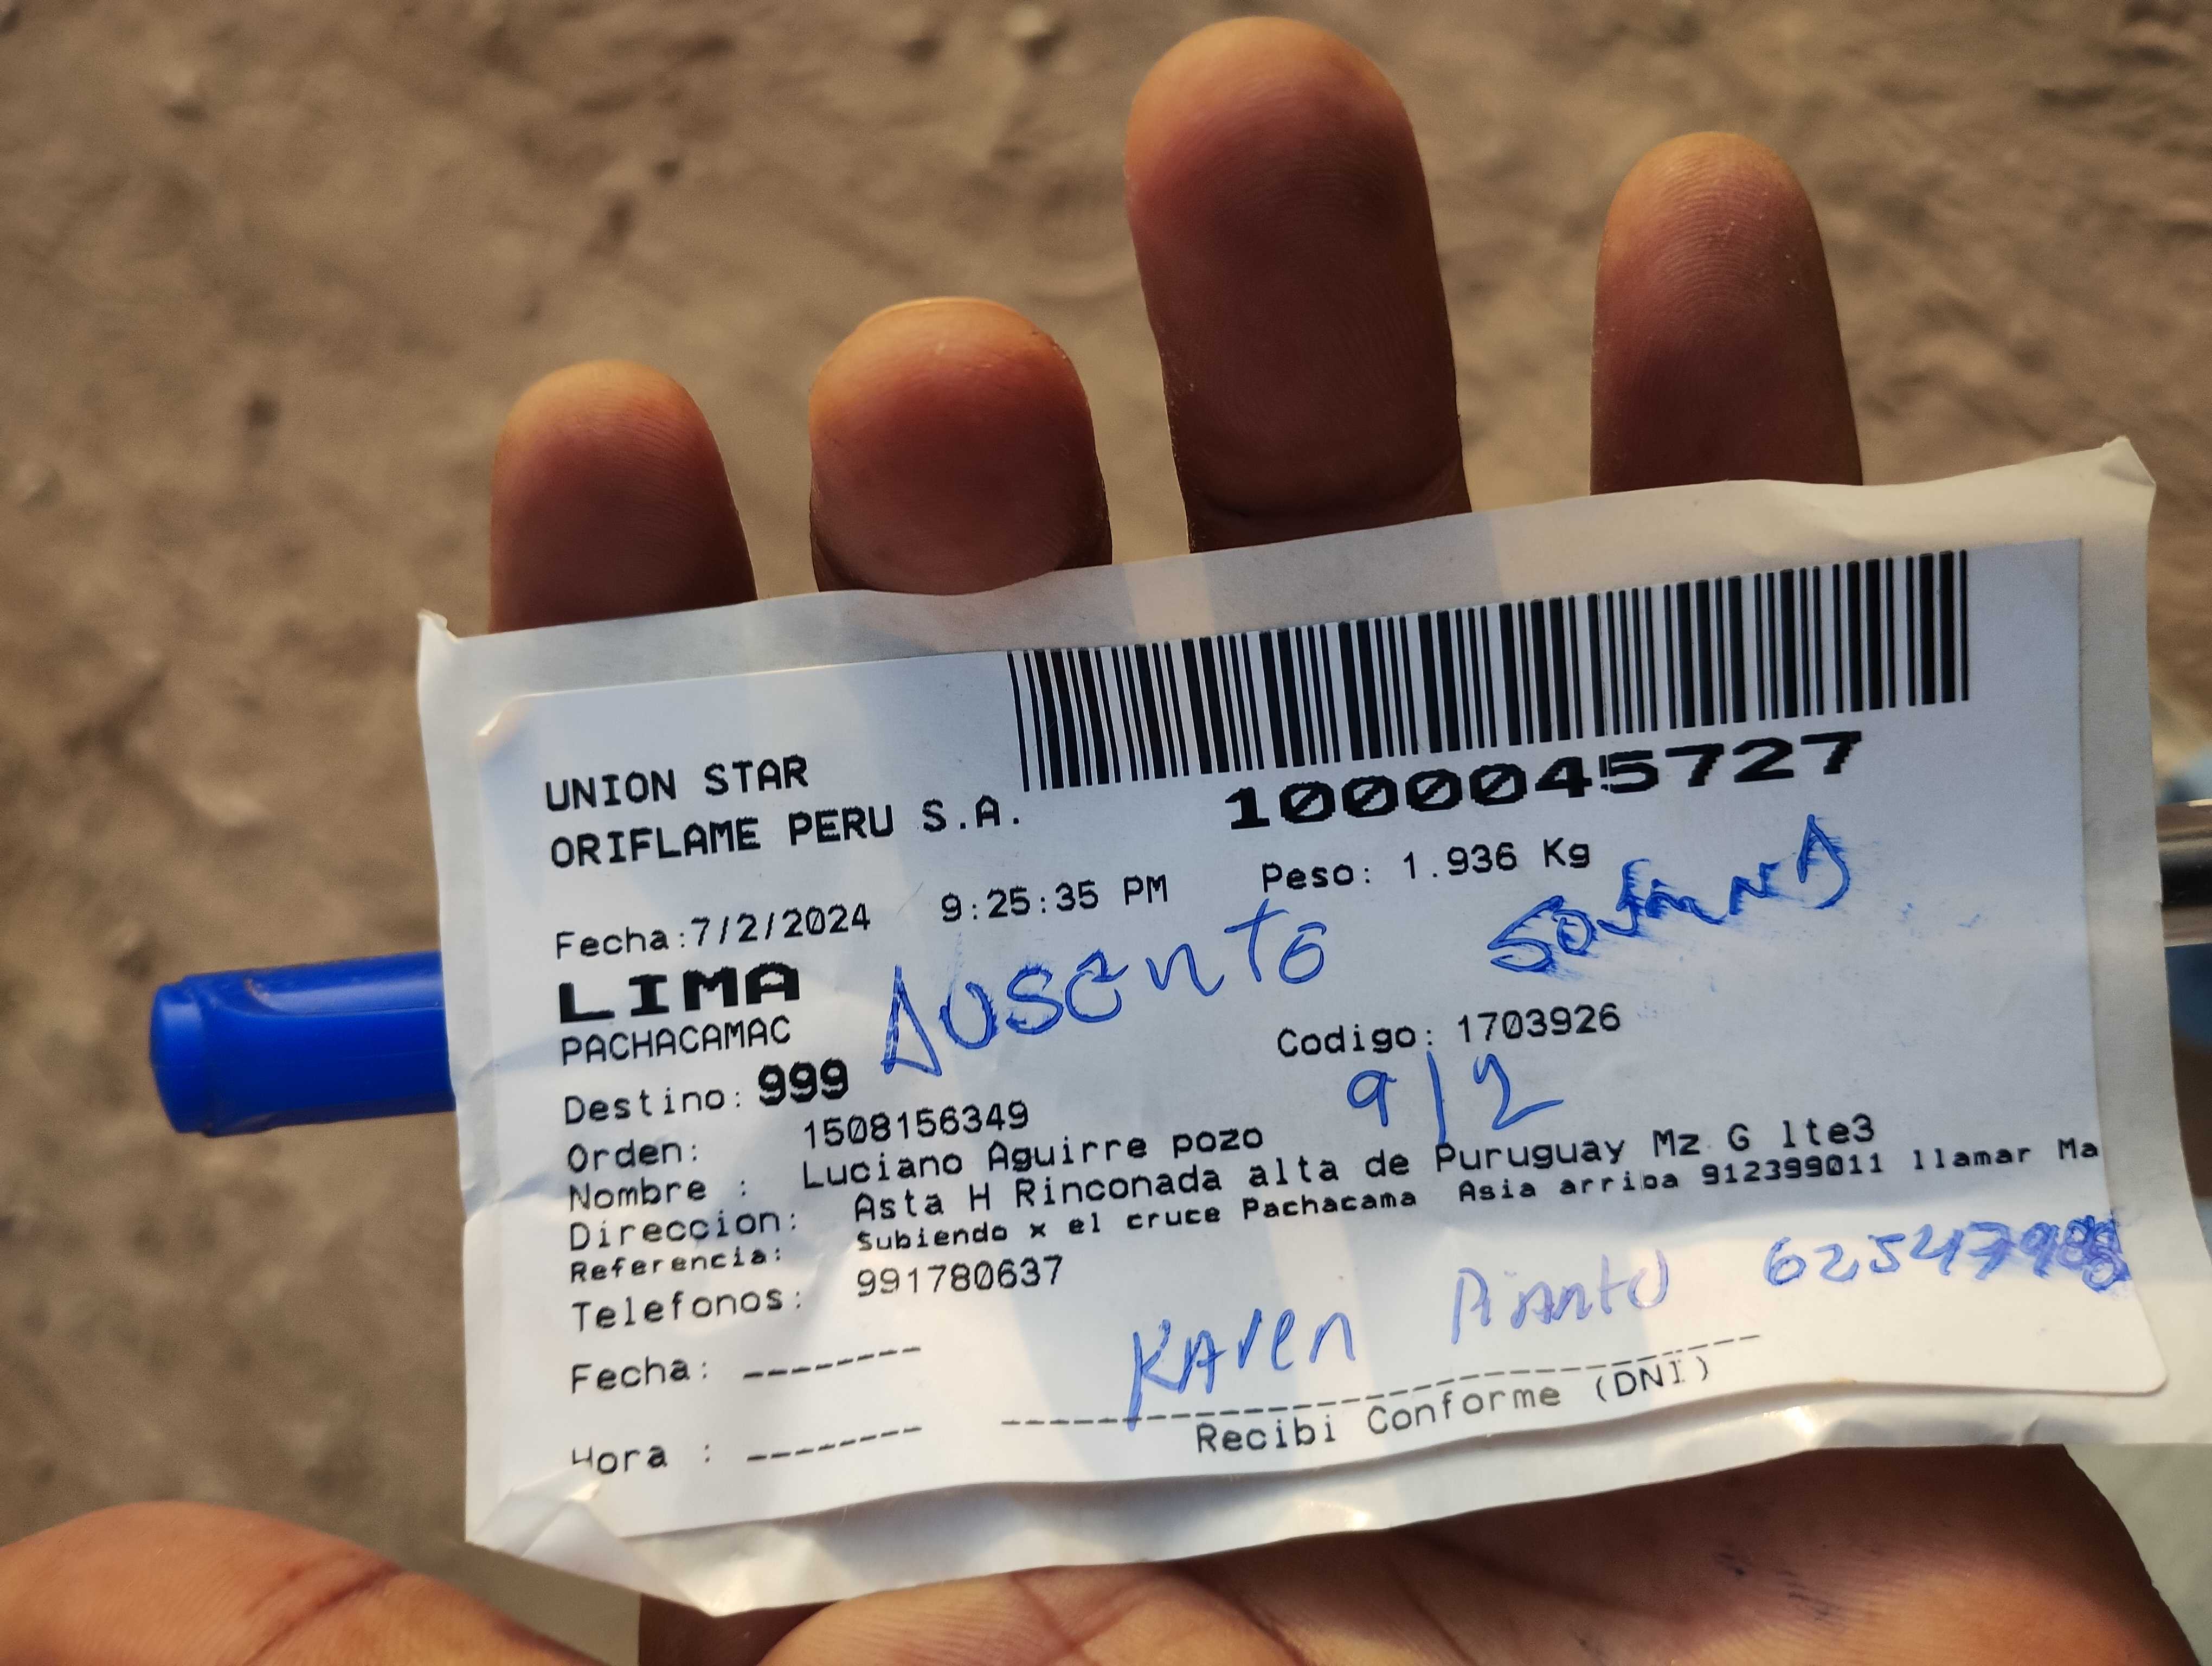 1000045727
UNION STAR
ORIFLAME PERU S.A.
Fecha:7/2/2024 9:25:35 PM Peso: 1.936 Kg
LIMA
PACHACAMAC
Ausente
Codigo: 1703926
Destino: 999
9/2
Orden: 1508156349
Nombre : Luciano Aguirre pozo
Direccion: Asta H Rinconada alta de Puruguay Mz G lte3
Referencia: Subiendo x el cruce Pachacama Asia arriba 912399011 llamar Ma
Telefonos: 991780637
Karen
Fecha: --------
Recibi Conforme (DNI)
Hora : --------